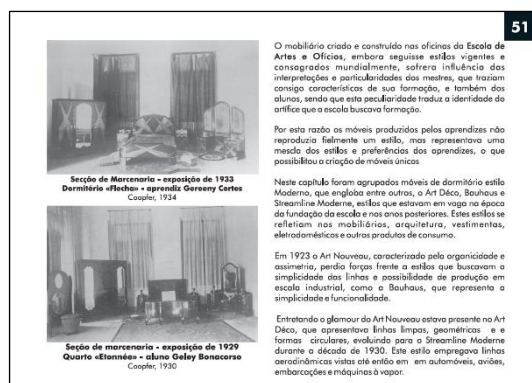 51
Secção de Marcenaria - exposição de 1933
Dormitório «Flecha» - aprendiz Gereeny Cortes
Caapfer, 1934
Seção de marcenaria - exposição de 1929
Quarto «Etonnée» - aluno Geley Bonacorso
Caapfer, 1930
O mobiliário criado e construído nas oficinas da Escola de
Artes e Ofícios, embora seguisse estilos vigentes e
consagrados mundialmente, sofrera influência das
interpretações e particularidades dos mestres, que traziam
consigo características de sua formação, e também dos
alunos, sendo que esta peculiaridade traduz a identidade do
artífice que a escola buscava formação.
Por esta razão os móveis produzidos pelos aprendizes não
reproduzia fielmente um estilo, mas representava uma
mescla dos estilos e preferências dos aprendizes, o que
possibilitou a criação de móveis únicos
Neste capítulo foram agrupados móveis de dormitório estilo
Moderno, que engloba entre outros, o Art Déco, Bauhaus e
Streamline Moderne, estilos que estavam em voga na época
da fundação da escola e nos anos posteriores. Estes estilos se
refletiam nos mobiliários, arquitetura, vestimentas,
eletrodomésticos e outros produtos de consumo.
Em 1923 o Art Nouveau, caracterizado pela organicidade e
assimetria, perdia forças frente a estilos que buscavam a
simplicidade das linhas e possibilidade de produção em
escala industrial, como a Bauhaus, que representa a
simplicidade e funcionalidade.
Entretando o glamour do Art Nouveau estava presente no Art
Déco, que apresentava linhas limpas, geométricas e e
formas circulares, evoluindo para o Streamline Moderne
durante a década de 1930. Este estilo empregava linhas
aerodinâmicas vistas até então em em automóveis, aviões,
embarcações e máquinas à vapor.